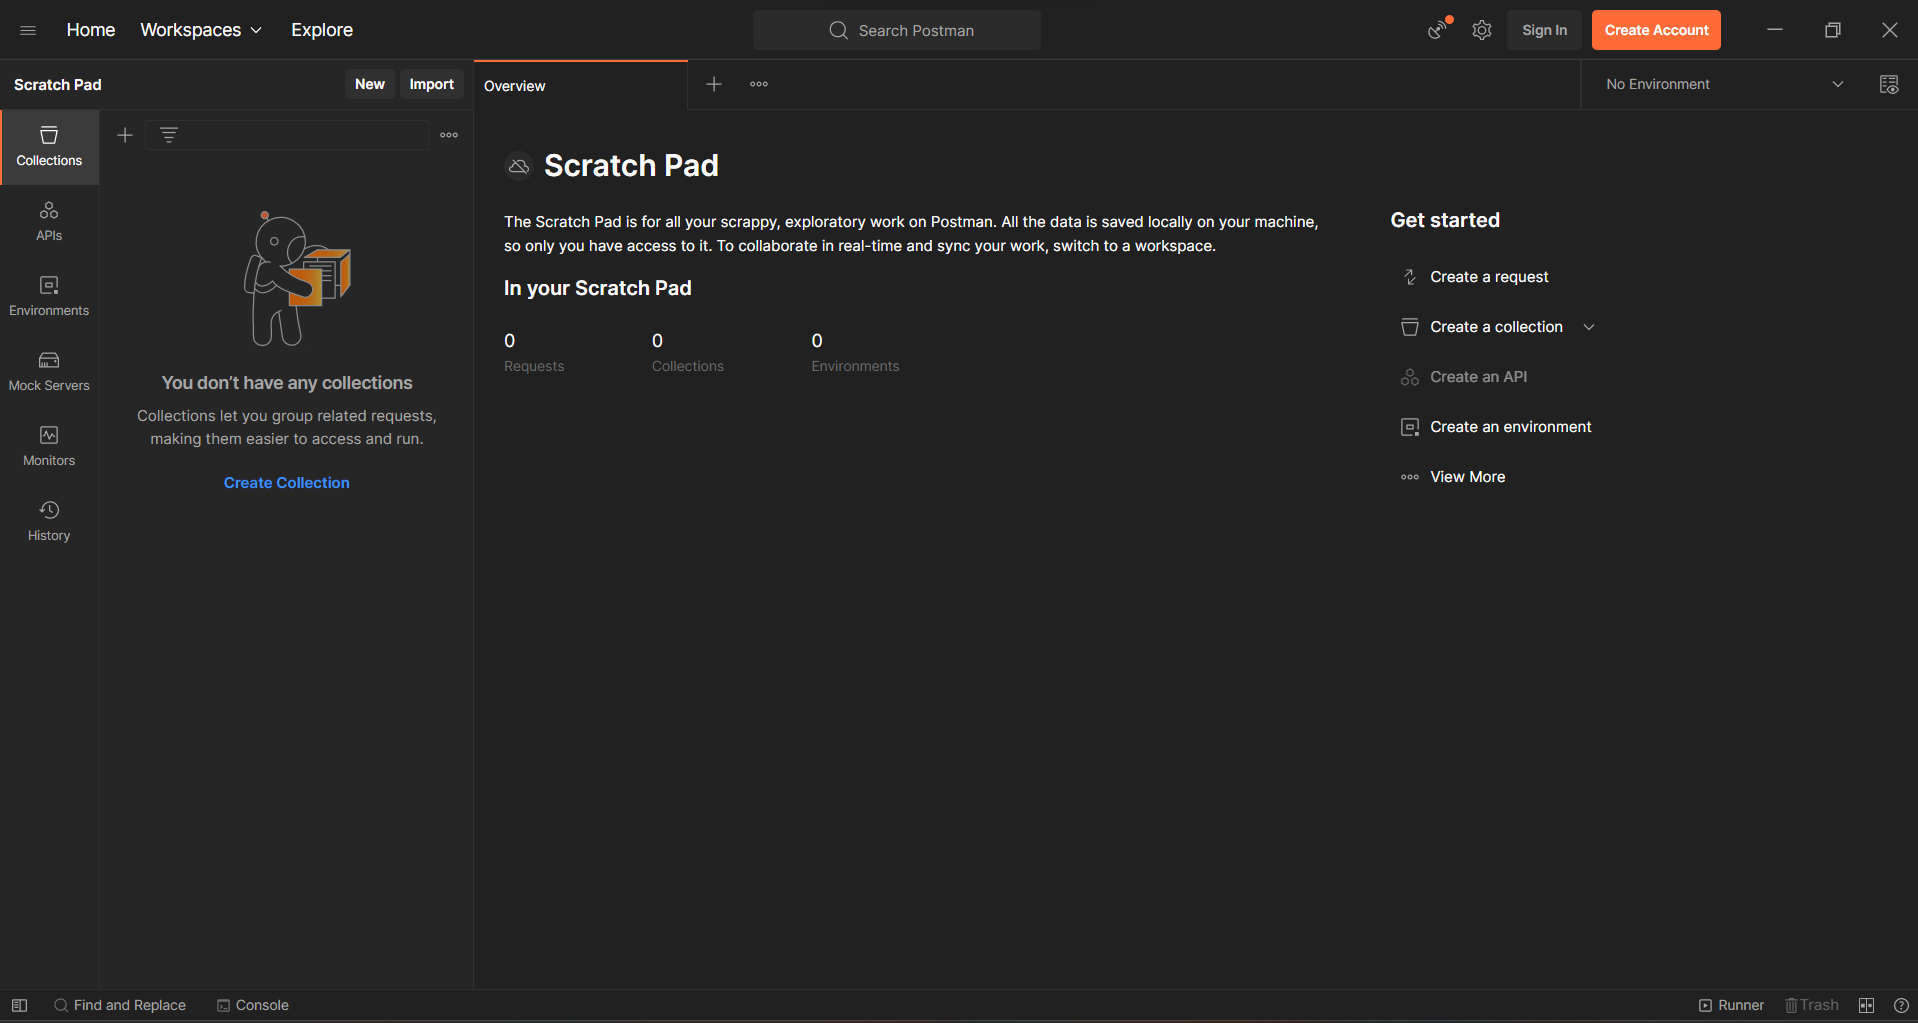 Home Workspaces Explore
Search Postman
Sign In
Create Account
Scratch Pad
New Import
Overview
No Environment
Collections
APIs
Environments
Mock Servers
Monitors
History
You don’t have any collections
Collections let you group related requests,
making them easier to access and run.
Create Collection
Scratch Pad
The Scratch Pad is for all your scrappy, exploratory work on Postman. All the data is saved locally on your machine,
so only you have access to it. To collaborate in real-time and sync your work, switch to a workspace.
In your Scratch Pad
0 0 0
Requests Collections Environments
Get started
Create a request
Create a collection
Create an API
Create an environment
View More
Find and Replace Console
Runner Trash